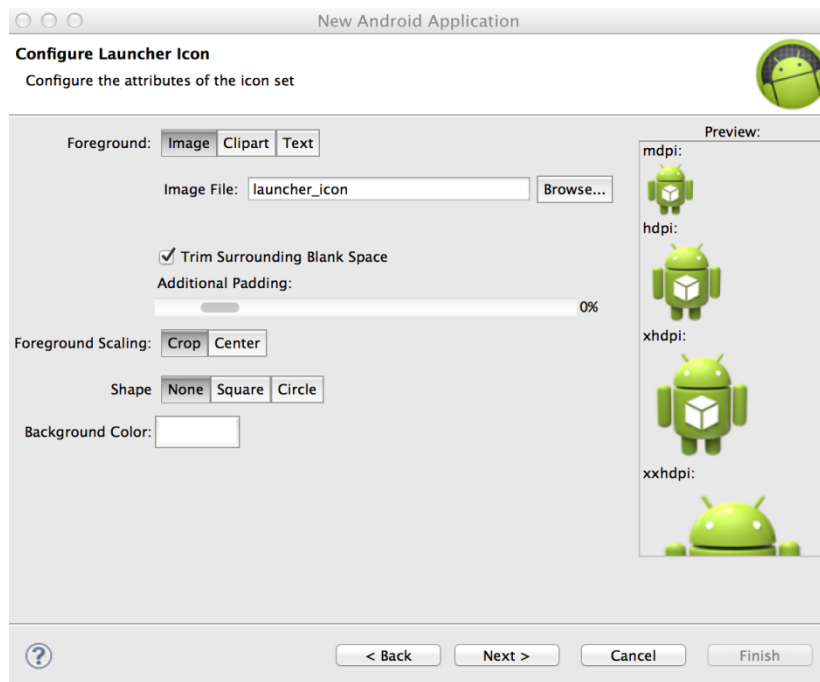 New Android Application
Configure Launcher Icon
Configure the attributes of the icon set
Foreground: Image Clipart Text
Image File: launcher_icon Browse...
Trim Surrounding Blank Space
Additional Padding:
0%
Foreground Scaling: Crop Center
Shape None Square Circle
Background Color:
Preview:
mdpi:
hdpi:
xhdpi:
xxhdpi:
? < Back Next > Cancel Finish